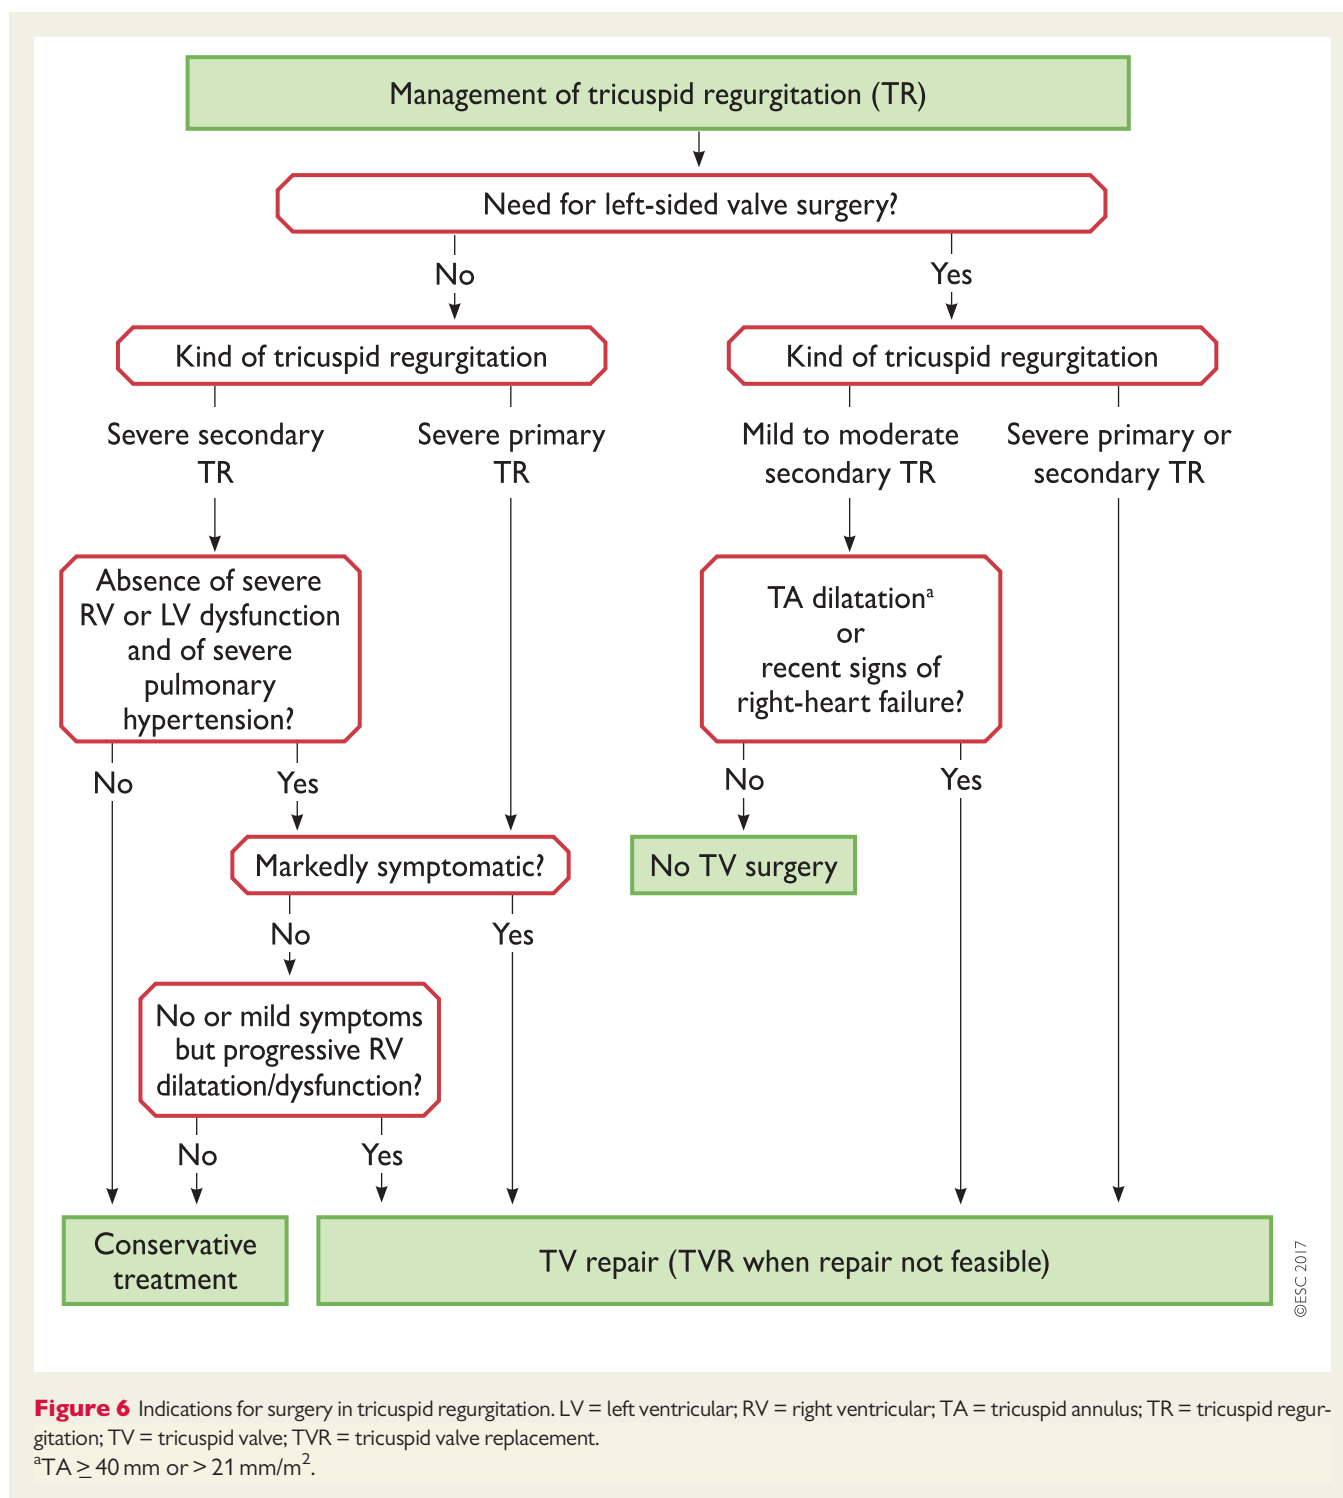 Management of tricuspid regurgitation (TR)
Need for left-sided valve surgery?
No
Yes
Kind of tricuspid regurgitation
Kind of tricuspid regurgitation
Severe secondary
TR
Severe primary
TR
Mild to moderate
secondary TR
Severe primary or
secondary TR
Absence of severe
RV or LV dysfunction
and of severe
pulmonary
hypertension?
TA dilatationᵃ
or
recent signs of
right-heart failure?
No
Yes
No
Yes
Markedly symptomatic?
No TV surgery
No
Yes
No or mild symptoms
but progressive RV
dilatation/dysfunction?
No
Yes
Conservative
treatment
TV repair (TVR when repair not feasible)
©ESC 2017
Figure 6 Indications for surgery in tricuspid regurgitation. LV = left ventricular; RV = right ventricular; TA = tricuspid annulus; TR = tricuspid regur-
gitation; TV = tricuspid valve; TVR = tricuspid valve replacement.
ᵃTA ≥ 40 mm or > 21 mm/m².